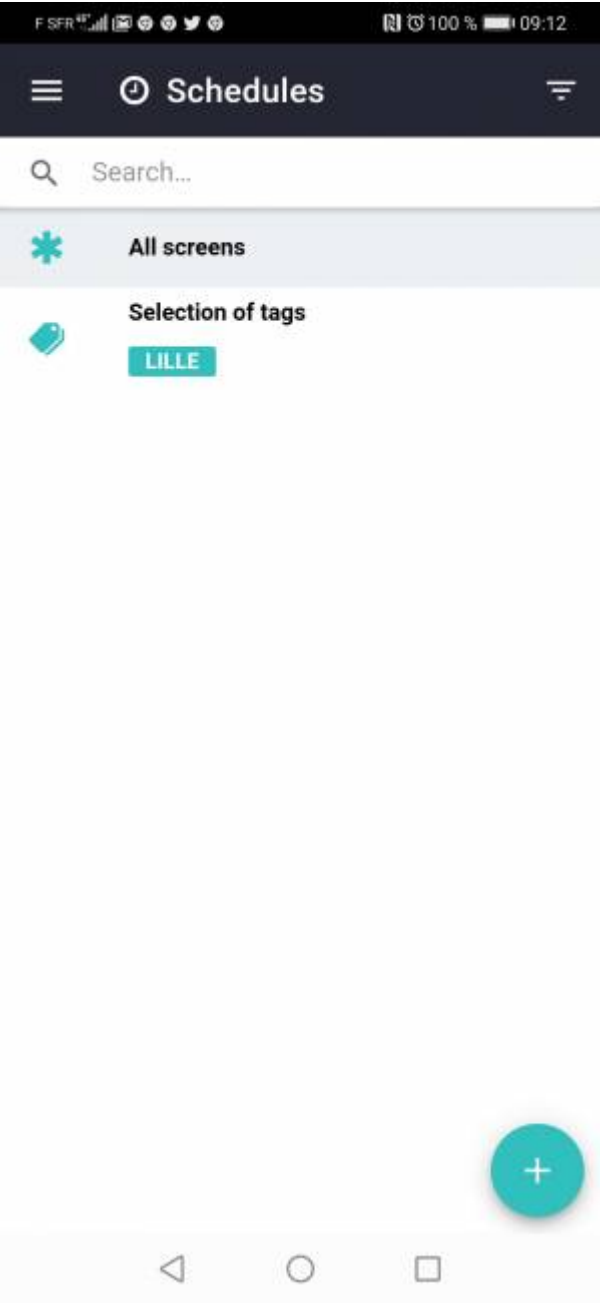 F SFR 100 % 09:12
Schedules
Search...
All screens
Selection of tags
LILLE